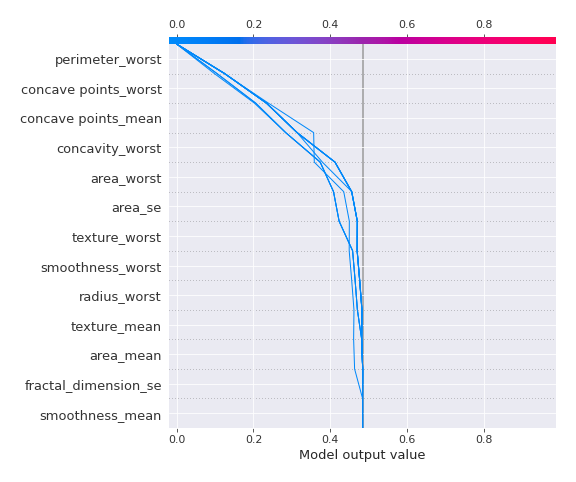 0.0 0.2 0.4 0.6 0.8
perimeter_worst
concave points_worst
concave points_mean
concavity_worst
area_worst
area_se
texture_worst
smoothness_worst
radius_worst
texture_mean
area_mean
fractal_dimension_se
smoothness_mean
0.0 0.2 0.4 0.6 0.8
Model output value